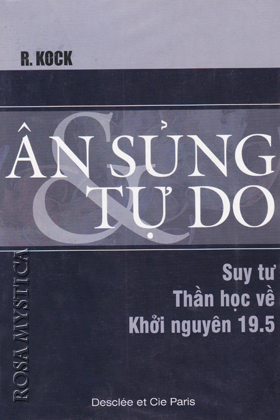 R. KOCK
ÂN SỦNG
&
TỰ DO
Suy tư
Thần học về
Khởi nguyên 19.5
ROSA MYSTICA
Desclée et Cie Paris